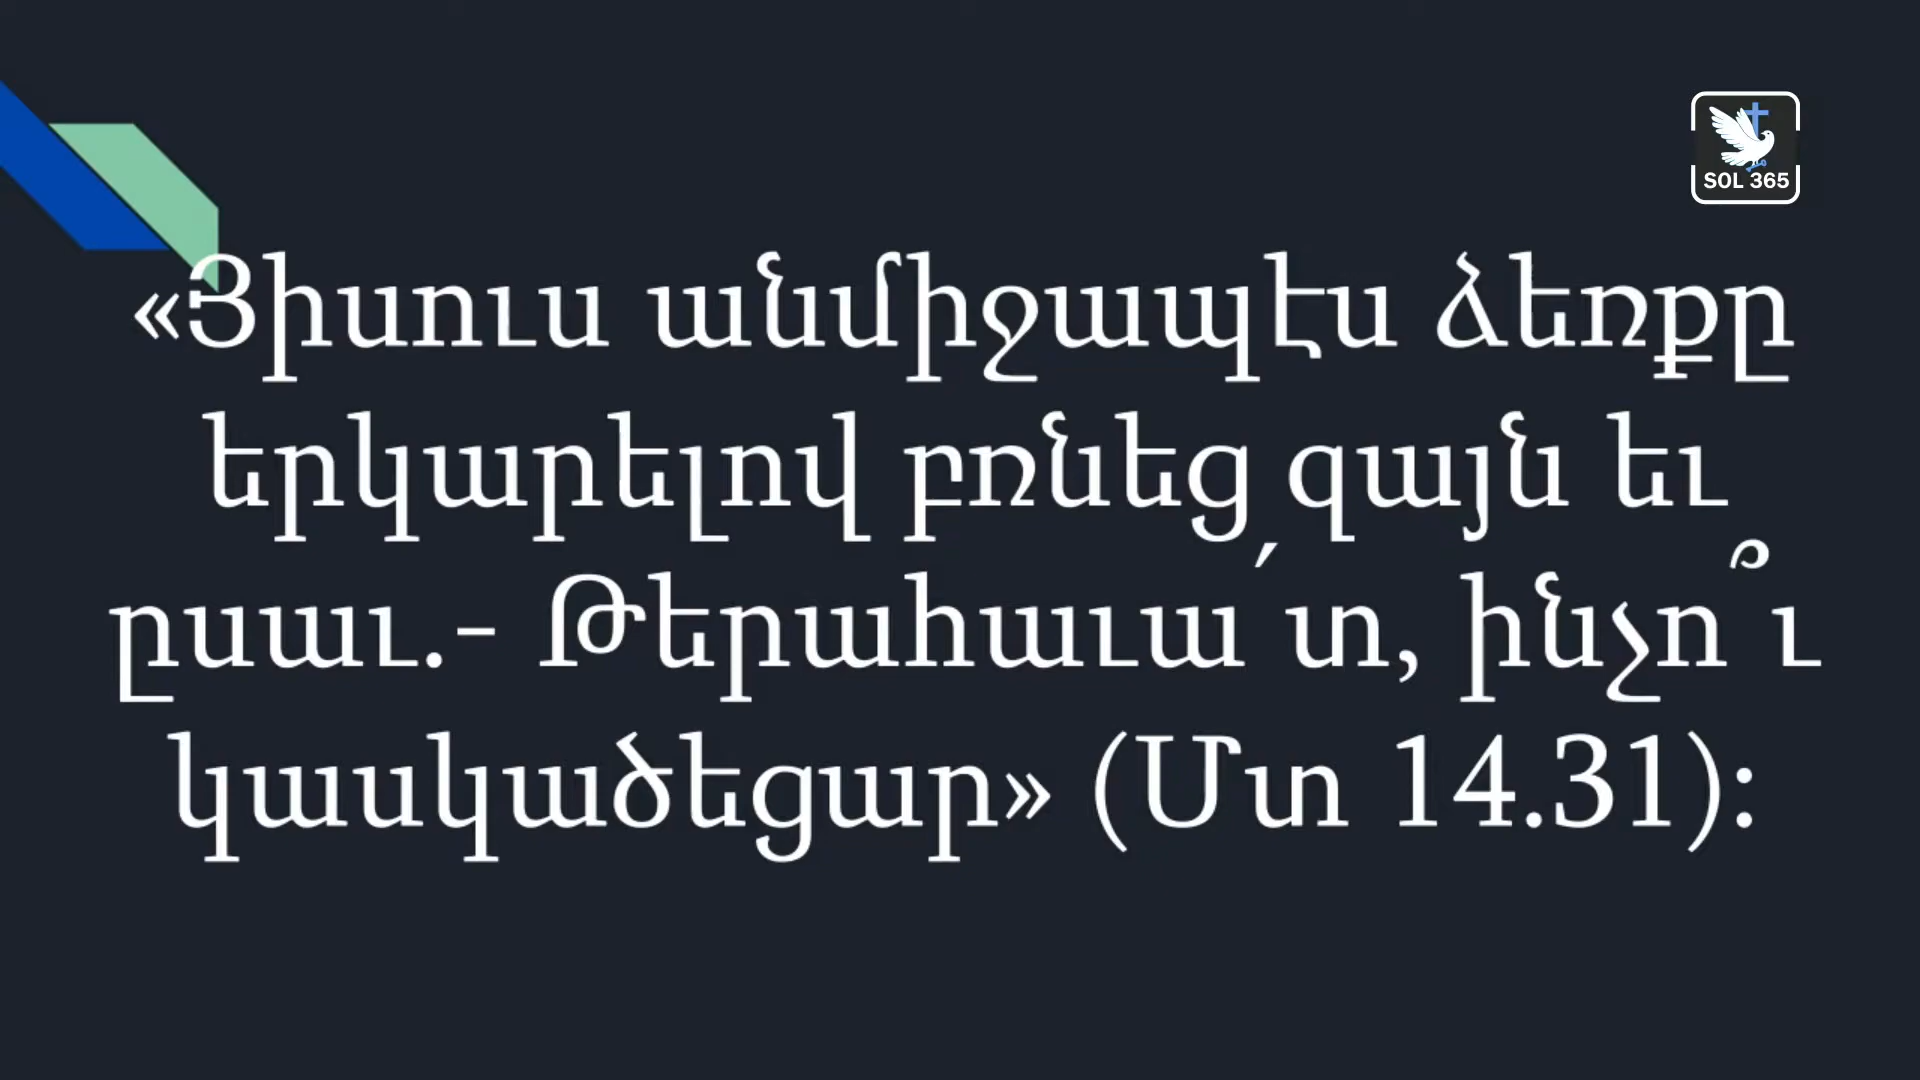 SOL 365
«Յիսուս անմիջապէս ձեռքը
երկարելով բռնեց զայն եւ
ըսաւ.- Թերահաւա՛տ, ինչո՞ւ
կասկածեցար» (Մտ 14.31):